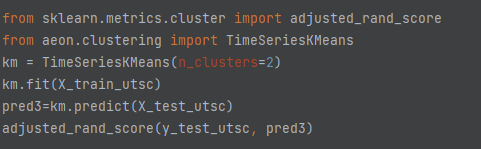 from sklearn.metrics.cluster import adjusted_rand_score
from aeon.clustering import TimeSeriesKMeans
km = TimeSeriesKMeans(n_clusters=2)
km.fit(X_train_utsc)
pred3=km.predict(X_test_utsc)
adjusted_rand_score(y_test_utsc, pred3)